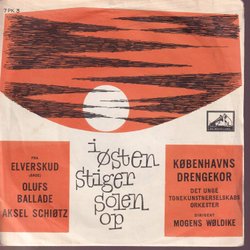 7PK 3
i østen
stiger
solen
op
FRA
ELVERSKUD
(GADE)
OLUFS
BALLADE
AKSEL SCHIØTZ
KØBENHAVNS
DRENGEKOR
DET UNGE
TONEKUNSTNERSELSKABS
ORKESTER
DIRIGENT
MOGENS WØLDIKE